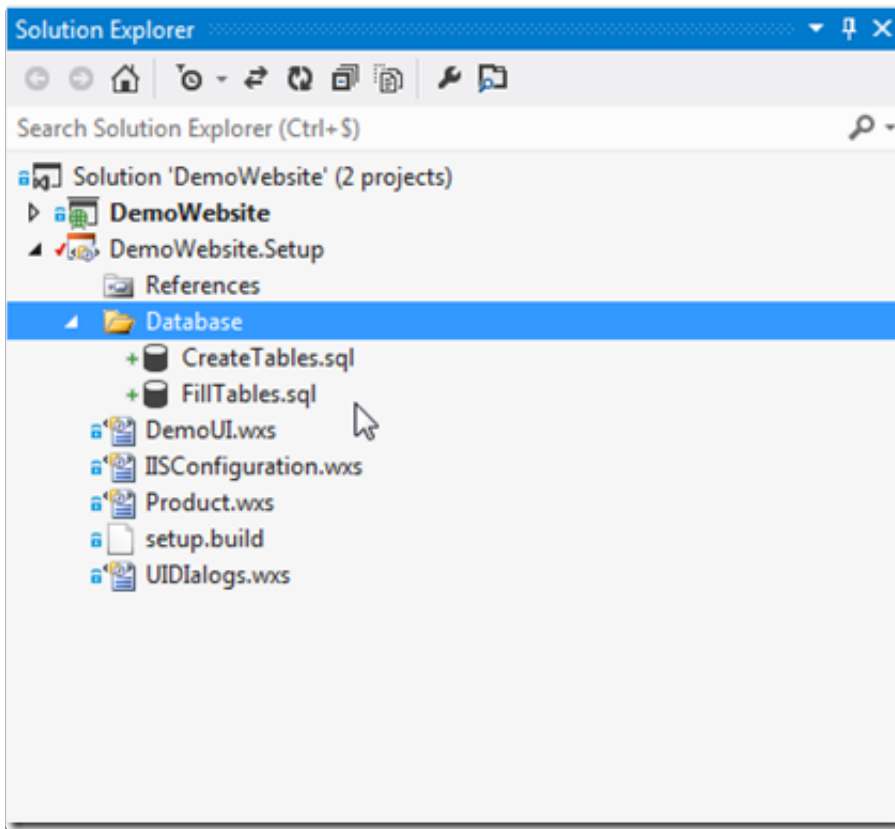 Solution Explorer
Search Solution Explorer (Ctrl+$)
Solution 'DemoWebsite' (2 projects)
DemoWebsite
DemoWebsite.Setup
References
Database
CreateTables.sql
FillTables.sql
DemoUI.wxs
IISConfiguration.wxs
Product.wxs
setup.build
UIDIalogs.wxs